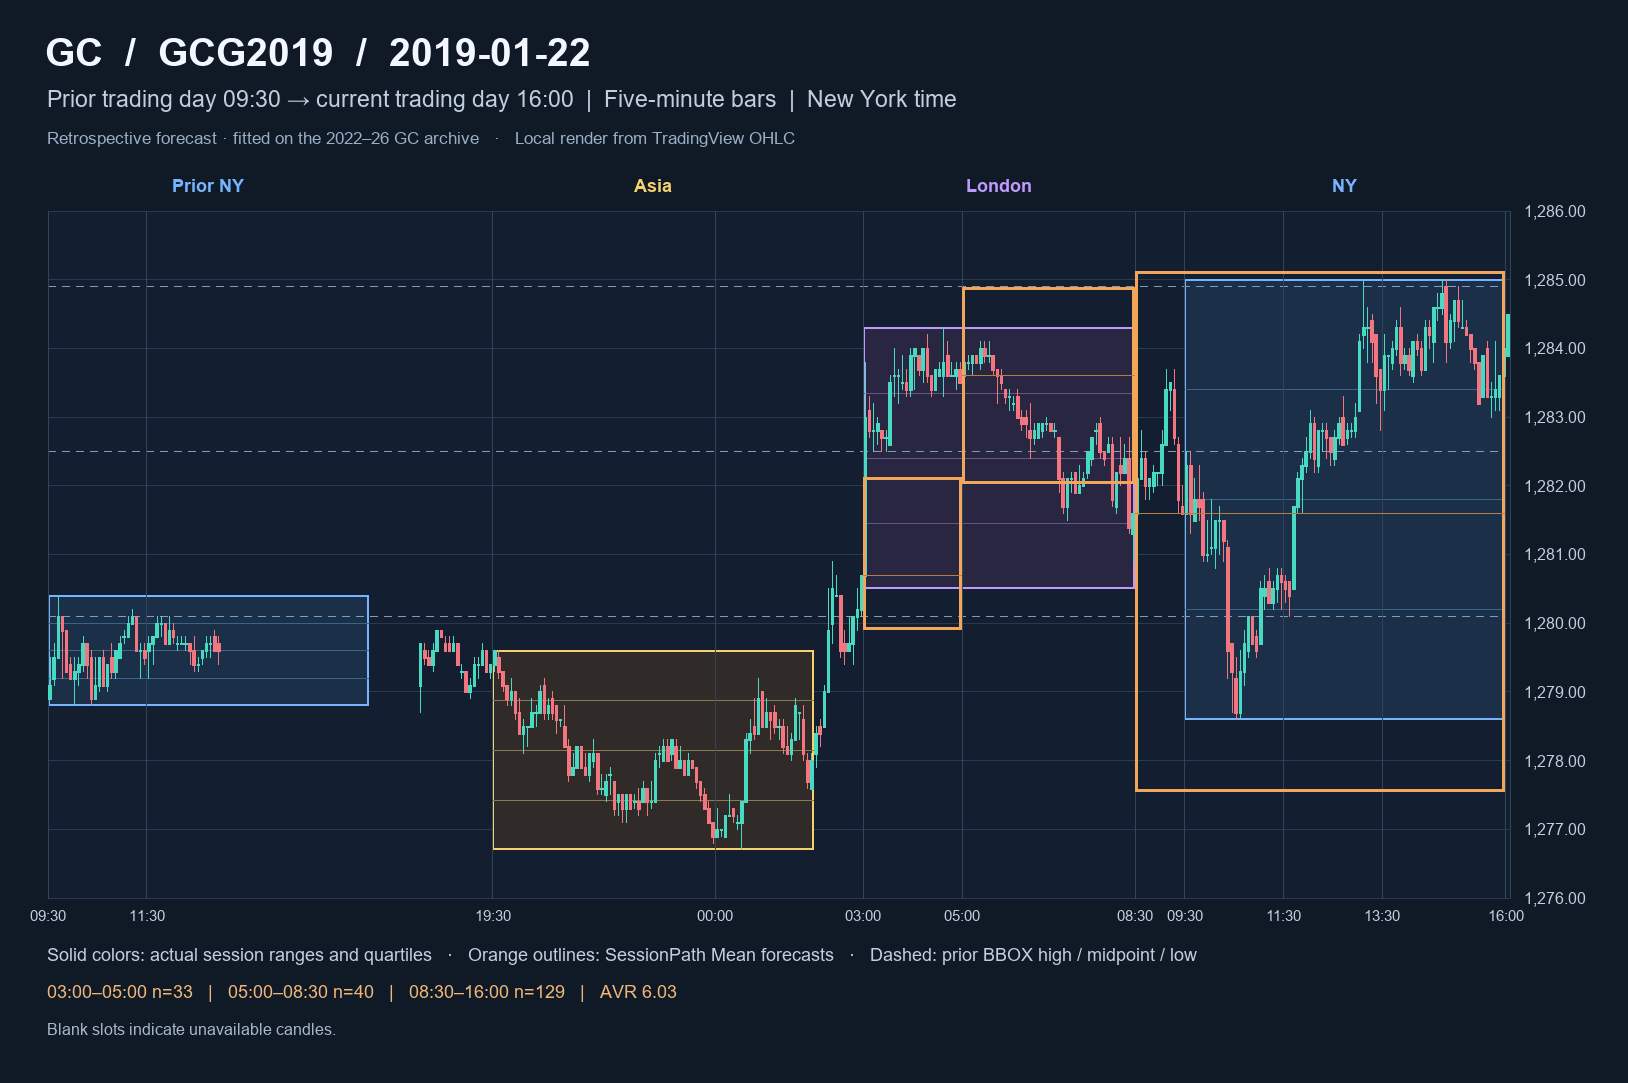 GC / GCG2019 / 2019-01-22
Prior trading day 09:30 → current trading day 16:00 | Five-minute bars | New York time
Retrospective forecast · fitted on the 2022–26 GC archive · Local render from TradingView OHLC
Prior NY Asia London NY
1,286.00
1,285.00
1,284.00
1,283.00
1,282.00
1,281.00
1,280.00
1,279.00
1,278.00
1,277.00
1,276.00
09:30 11:30 19:30 00:00 03:00 05:00 08:30 09:30 11:30 13:30 16:00
Solid colors: actual session ranges and quartiles · Orange outlines: SessionPath Mean forecasts · Dashed: prior BBOX high / midpoint / low
03:00–05:00 n=33 | 05:00–08:30 n=40 | 08:30–16:00 n=129 | AVR 6.03
Blank slots indicate unavailable candles.